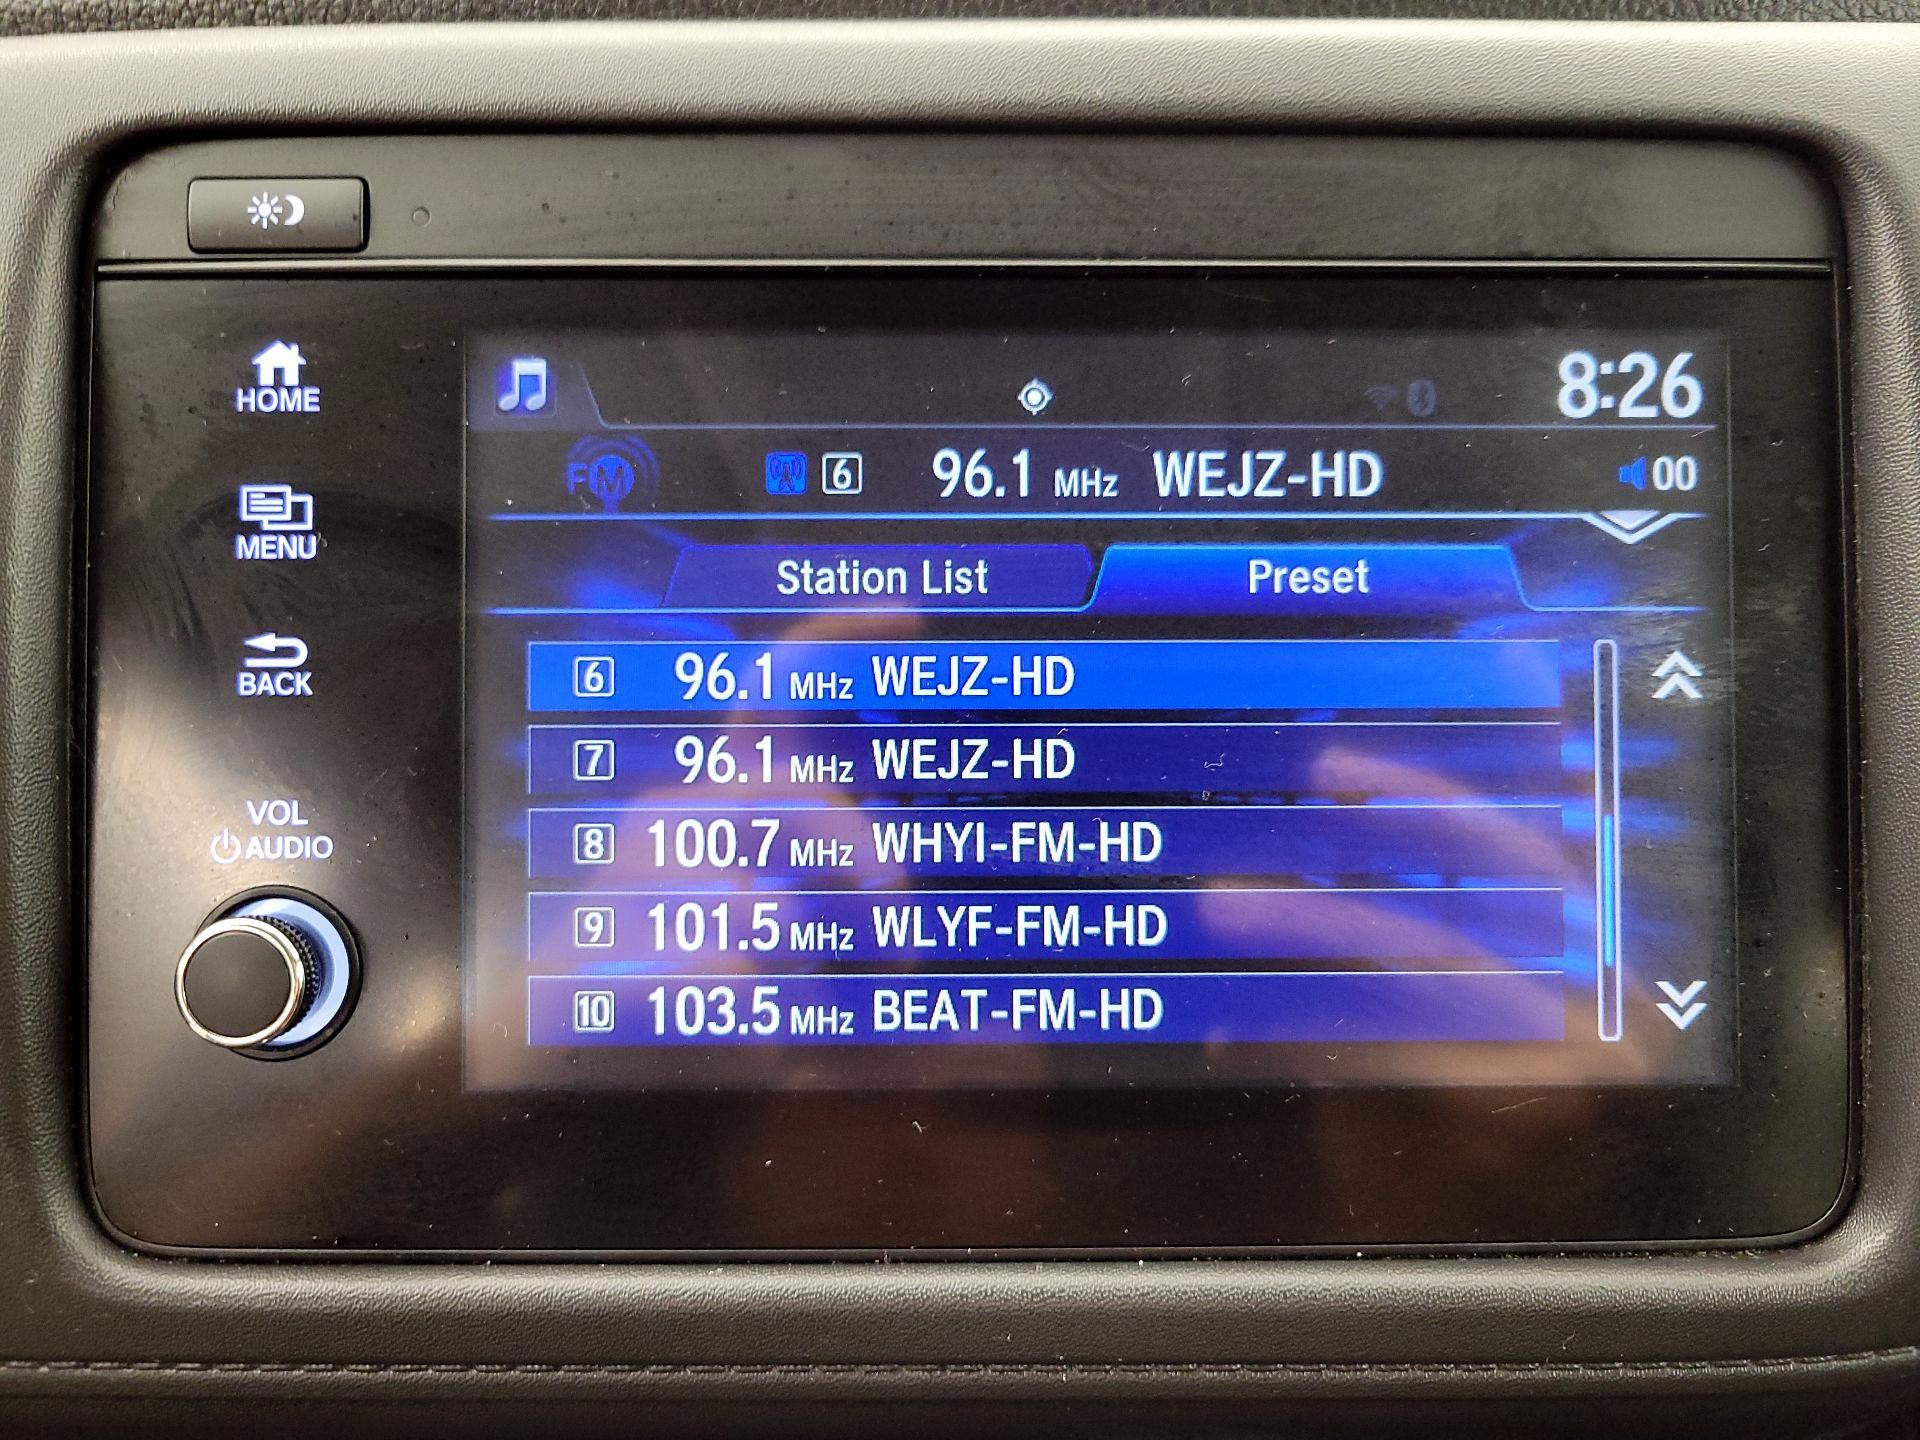 HOME
8:26
FM 6 96.1 MHz WEJZ-HD 00
MENU
Station List Preset
6 96.1 MHz WEJZ-HD
BACK
7 96.1 MHz WEJZ-HD
VOL
AUDIO
8 100.7 MHz WHYI-FM-HD
9 101.5 MHz WLYF-FM-HD
10 103.5 MHz BEAT-FM-HD